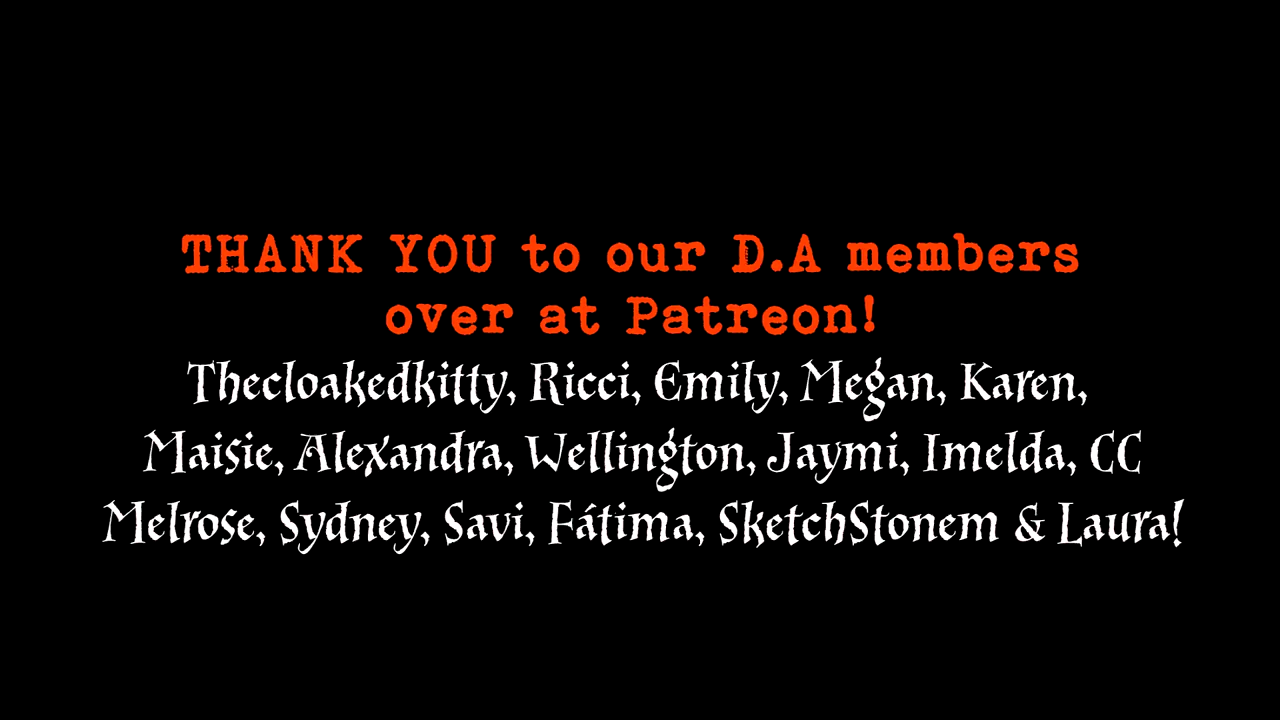 THANK YOU to our D.A members
over at Patreon!
Thecloakedkitty, Ricci, Emily, Megan, Karen,
Maisie, Alexandra, Wellington, Jaymi, Imelda, CC
Melrose, Sydney, Savi, Fátima, SketchStonem & Laura!